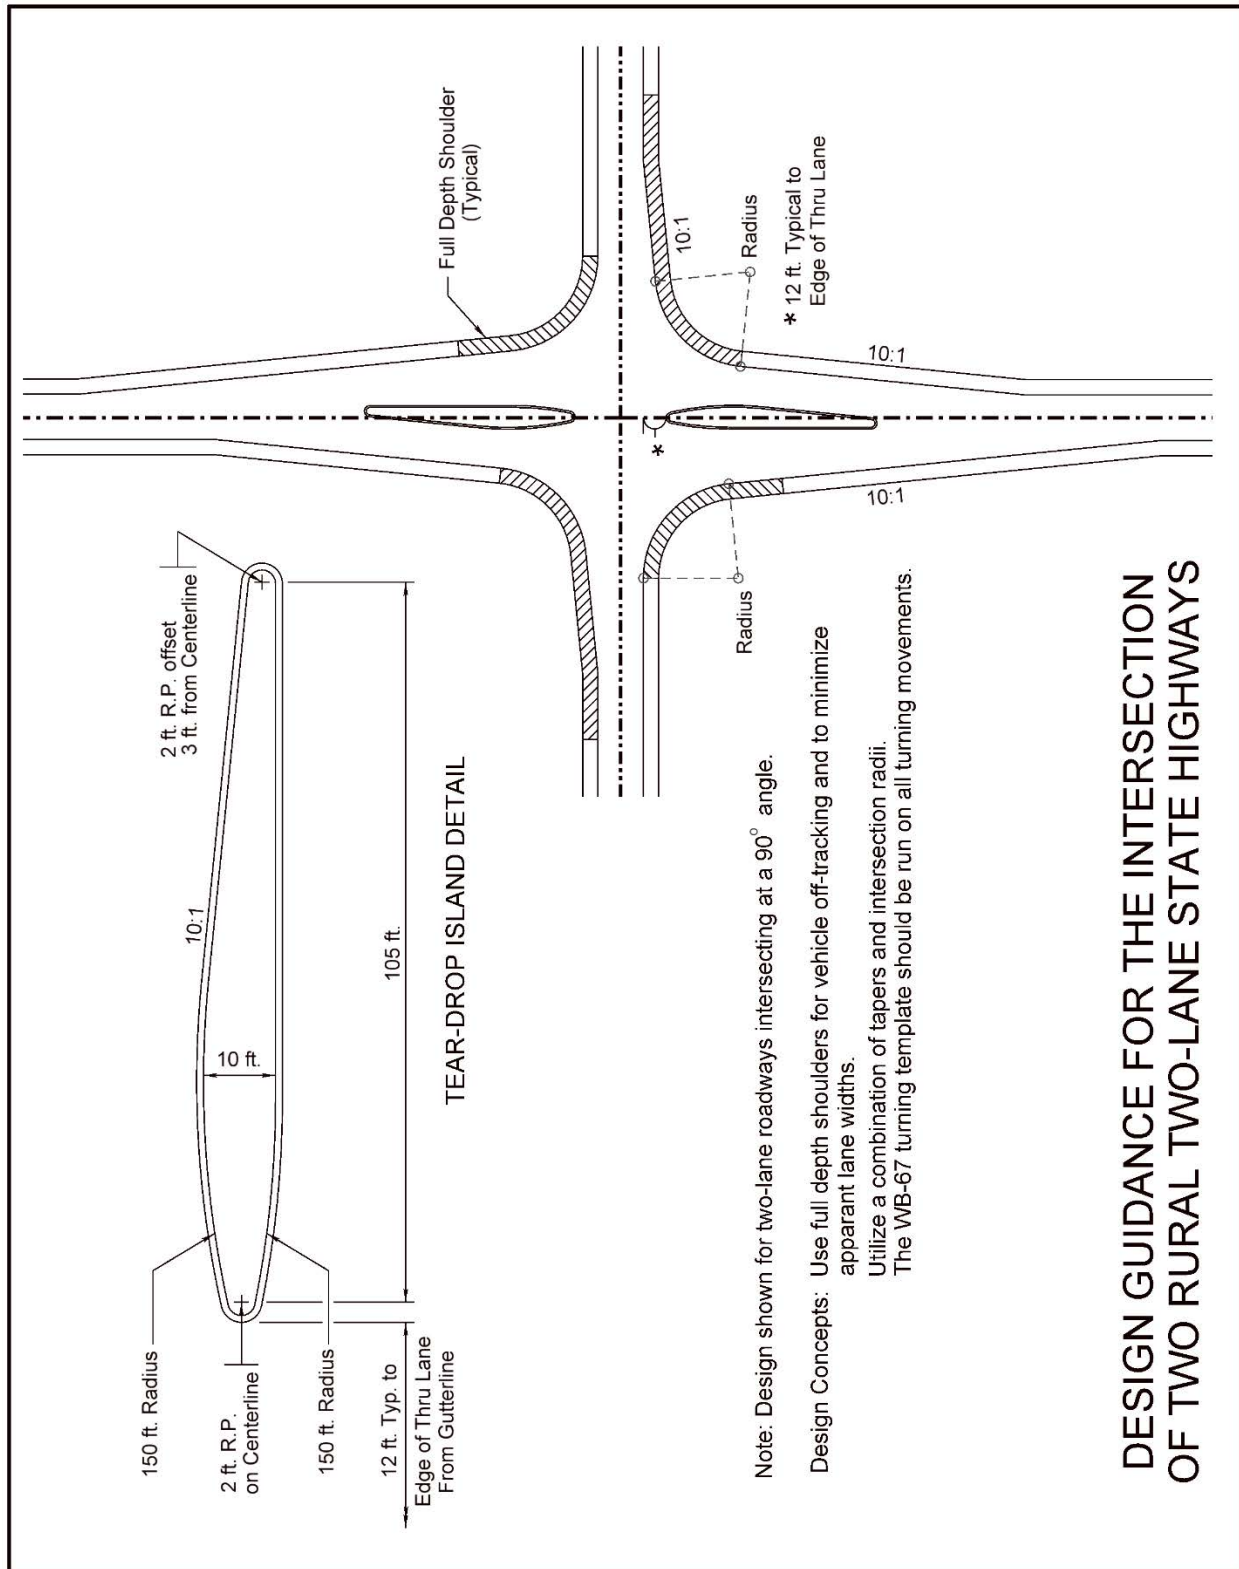 150 ft. Radius
2 ft. R.P.
on Centerline
150 ft. Radius
12 ft. Typ. to
Edge of Thru Lane
From Gutterline
10 ft.
10:1
105 ft.
2 ft. R.P. offset
3 ft. from Centerline
TEAR-DROP ISLAND DETAIL
Full Depth Shoulder
(Typical)
10:1
Radius
* 12 ft. Typical to
Edge of Thru Lane
10:1
*
10:1
Radius
Note: Design shown for two-lane roadways intersecting at a 90° angle.
Design Concepts: Use full depth shoulders for vehicle off-tracking and to minimize
apparant lane widths.
Utilize a combination of tapers and intersection radii.
The WB-67 turning template should be run on all turning movements.
DESIGN GUIDANCE FOR THE INTERSECTION
OF TWO RURAL TWO-LANE STATE HIGHWAYS